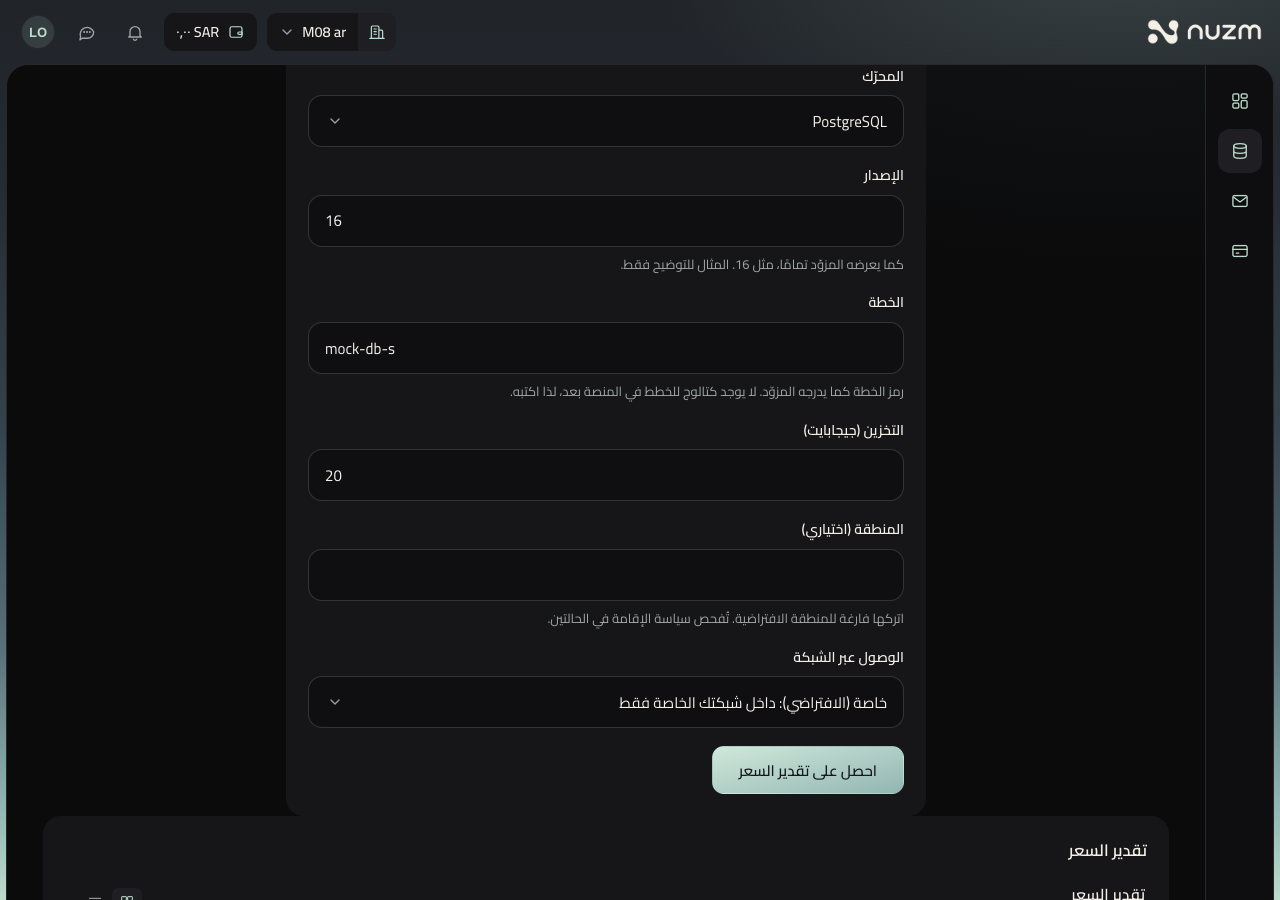 nuzm
M08 ar
٠,٠٠ SAR
LO
المحرّك
PostgreSQL
الإصدار
16
كما يعرضه المزوّد تمامًا، مثل 16. المثال للتوضيح فقط.
الخطة
mock-db-s
رمز الخطة كما يدرجه المزوّد. لا يوجد كتالوج للخطط في المنصة بعد، لذا اكتبه.
التخزين (جيجابايت)
20
المنطقة (اختياري)
اتركها فارغة للمنطقة الافتراضية. تُفحص سياسة الإقامة في الحالتين.
الوصول عبر الشبكة
خاصة (الافتراضي): داخل شبكتك الخاصة فقط
احصل على تقدير السعر
تقدير السعر
تقدير السعر